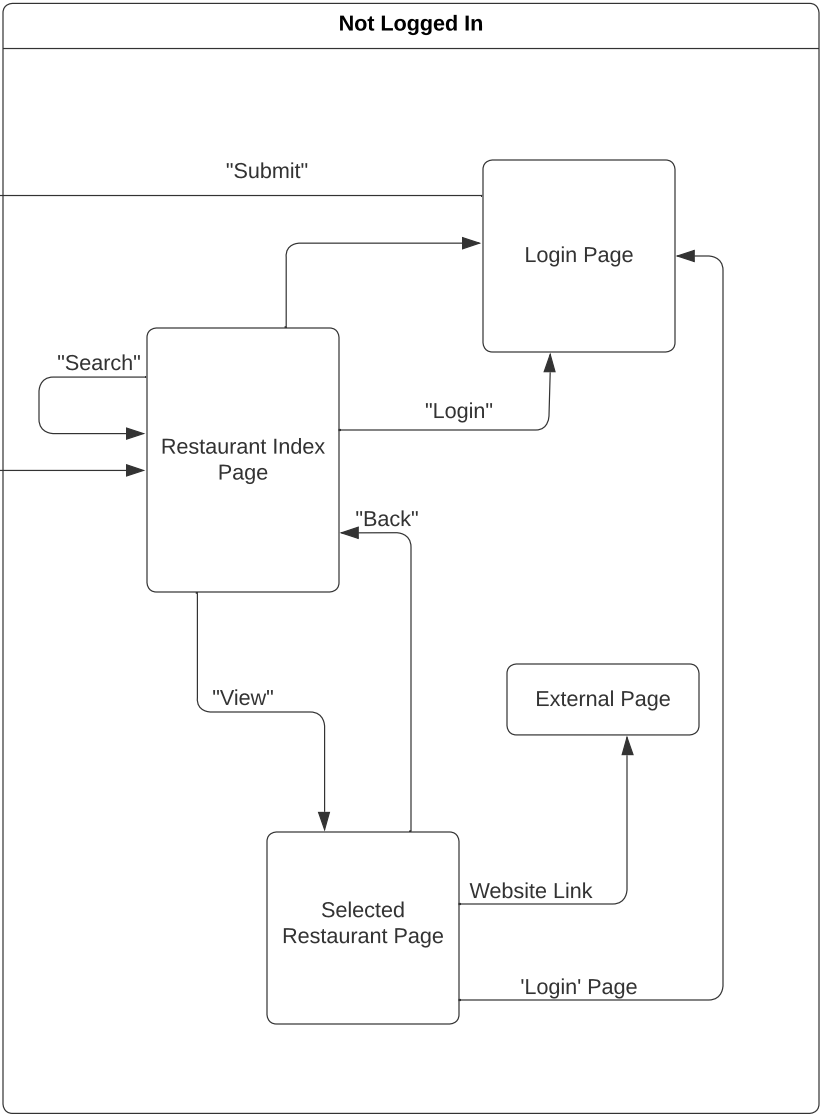 Not Logged In
"Submit"
Login Page
"Search"
"Login"
Restaurant Index
Page
"Back"
"View"
External Page
Website Link
Selected
Restaurant Page
'Login' Page